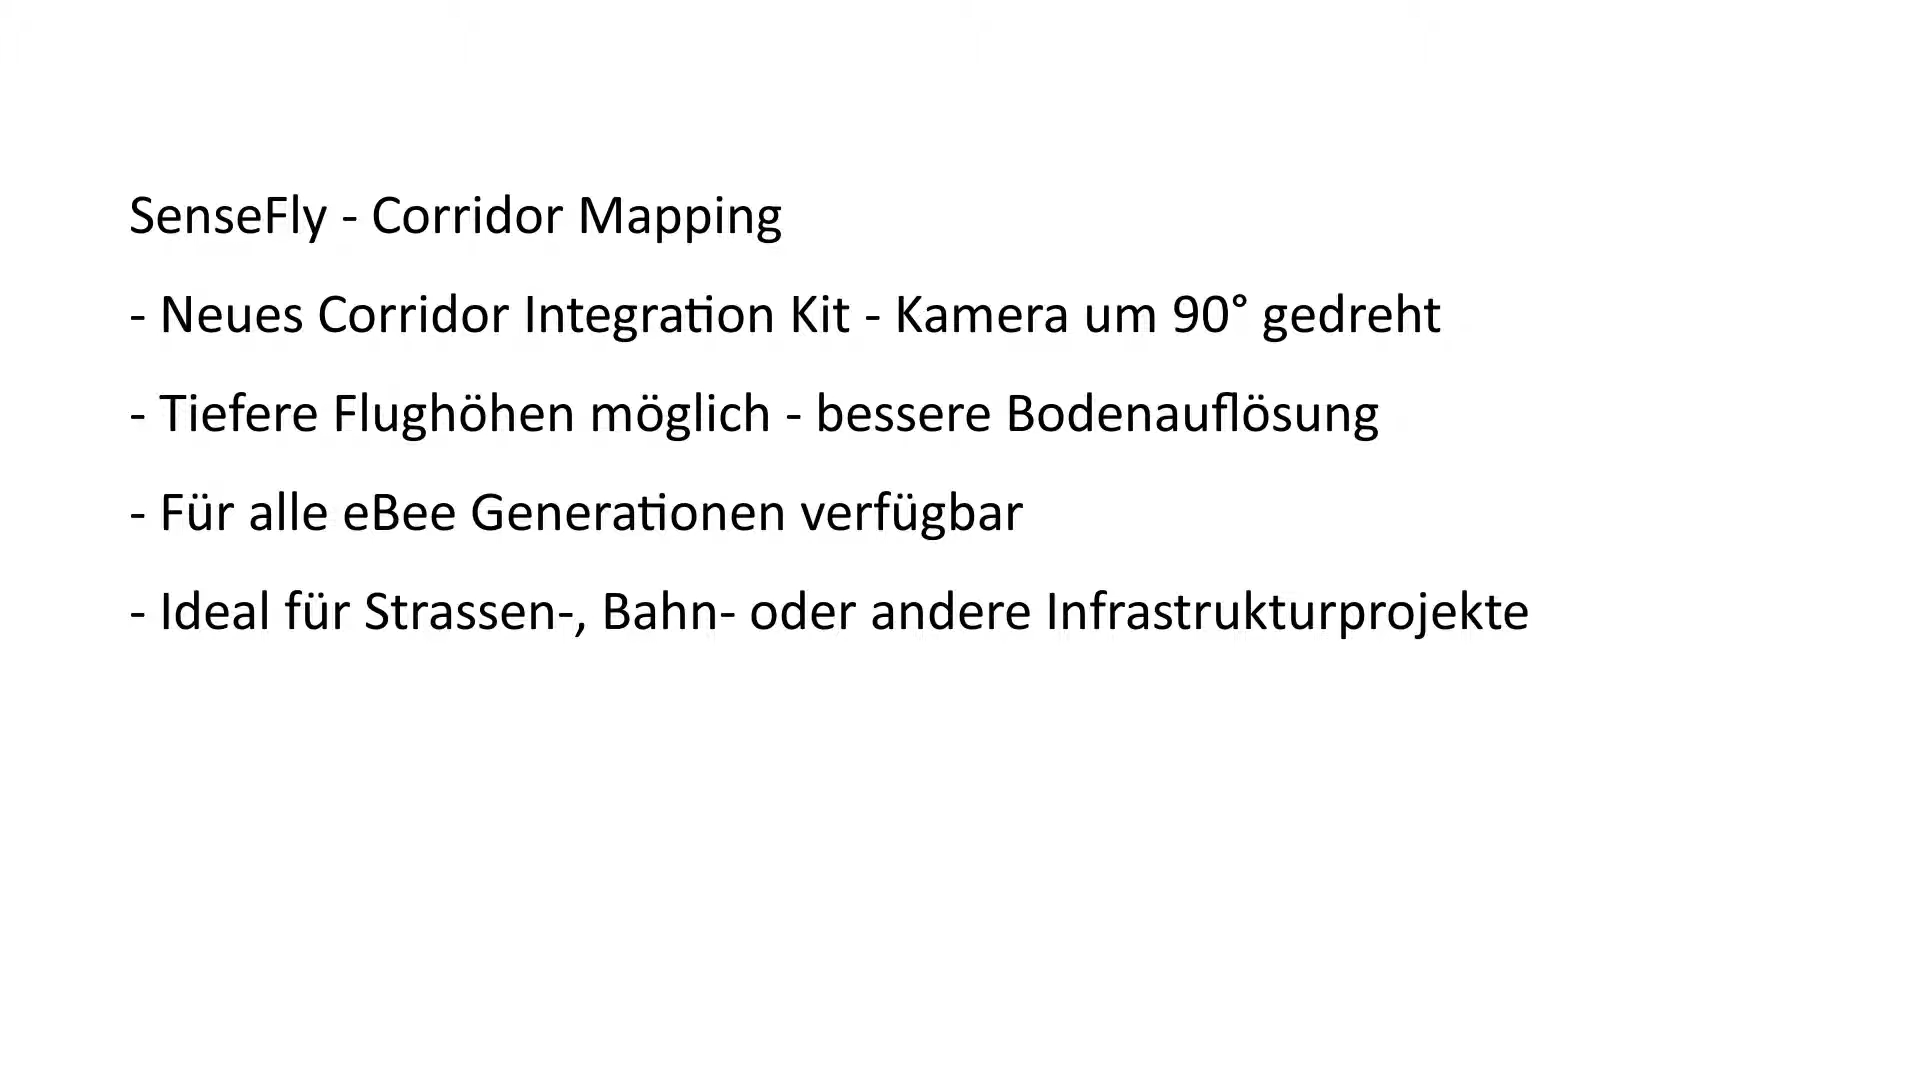 SenseFly - Corridor Mapping
- Neues Corridor Integration Kit - Kamera um 90° gedreht
- Tiefere Flughöhen möglich - bessere Bodenauflösung
- Für alle eBee Generationen verfügbar
- Ideal für Strassen-, Bahn- oder andere Infrastrukturprojekte